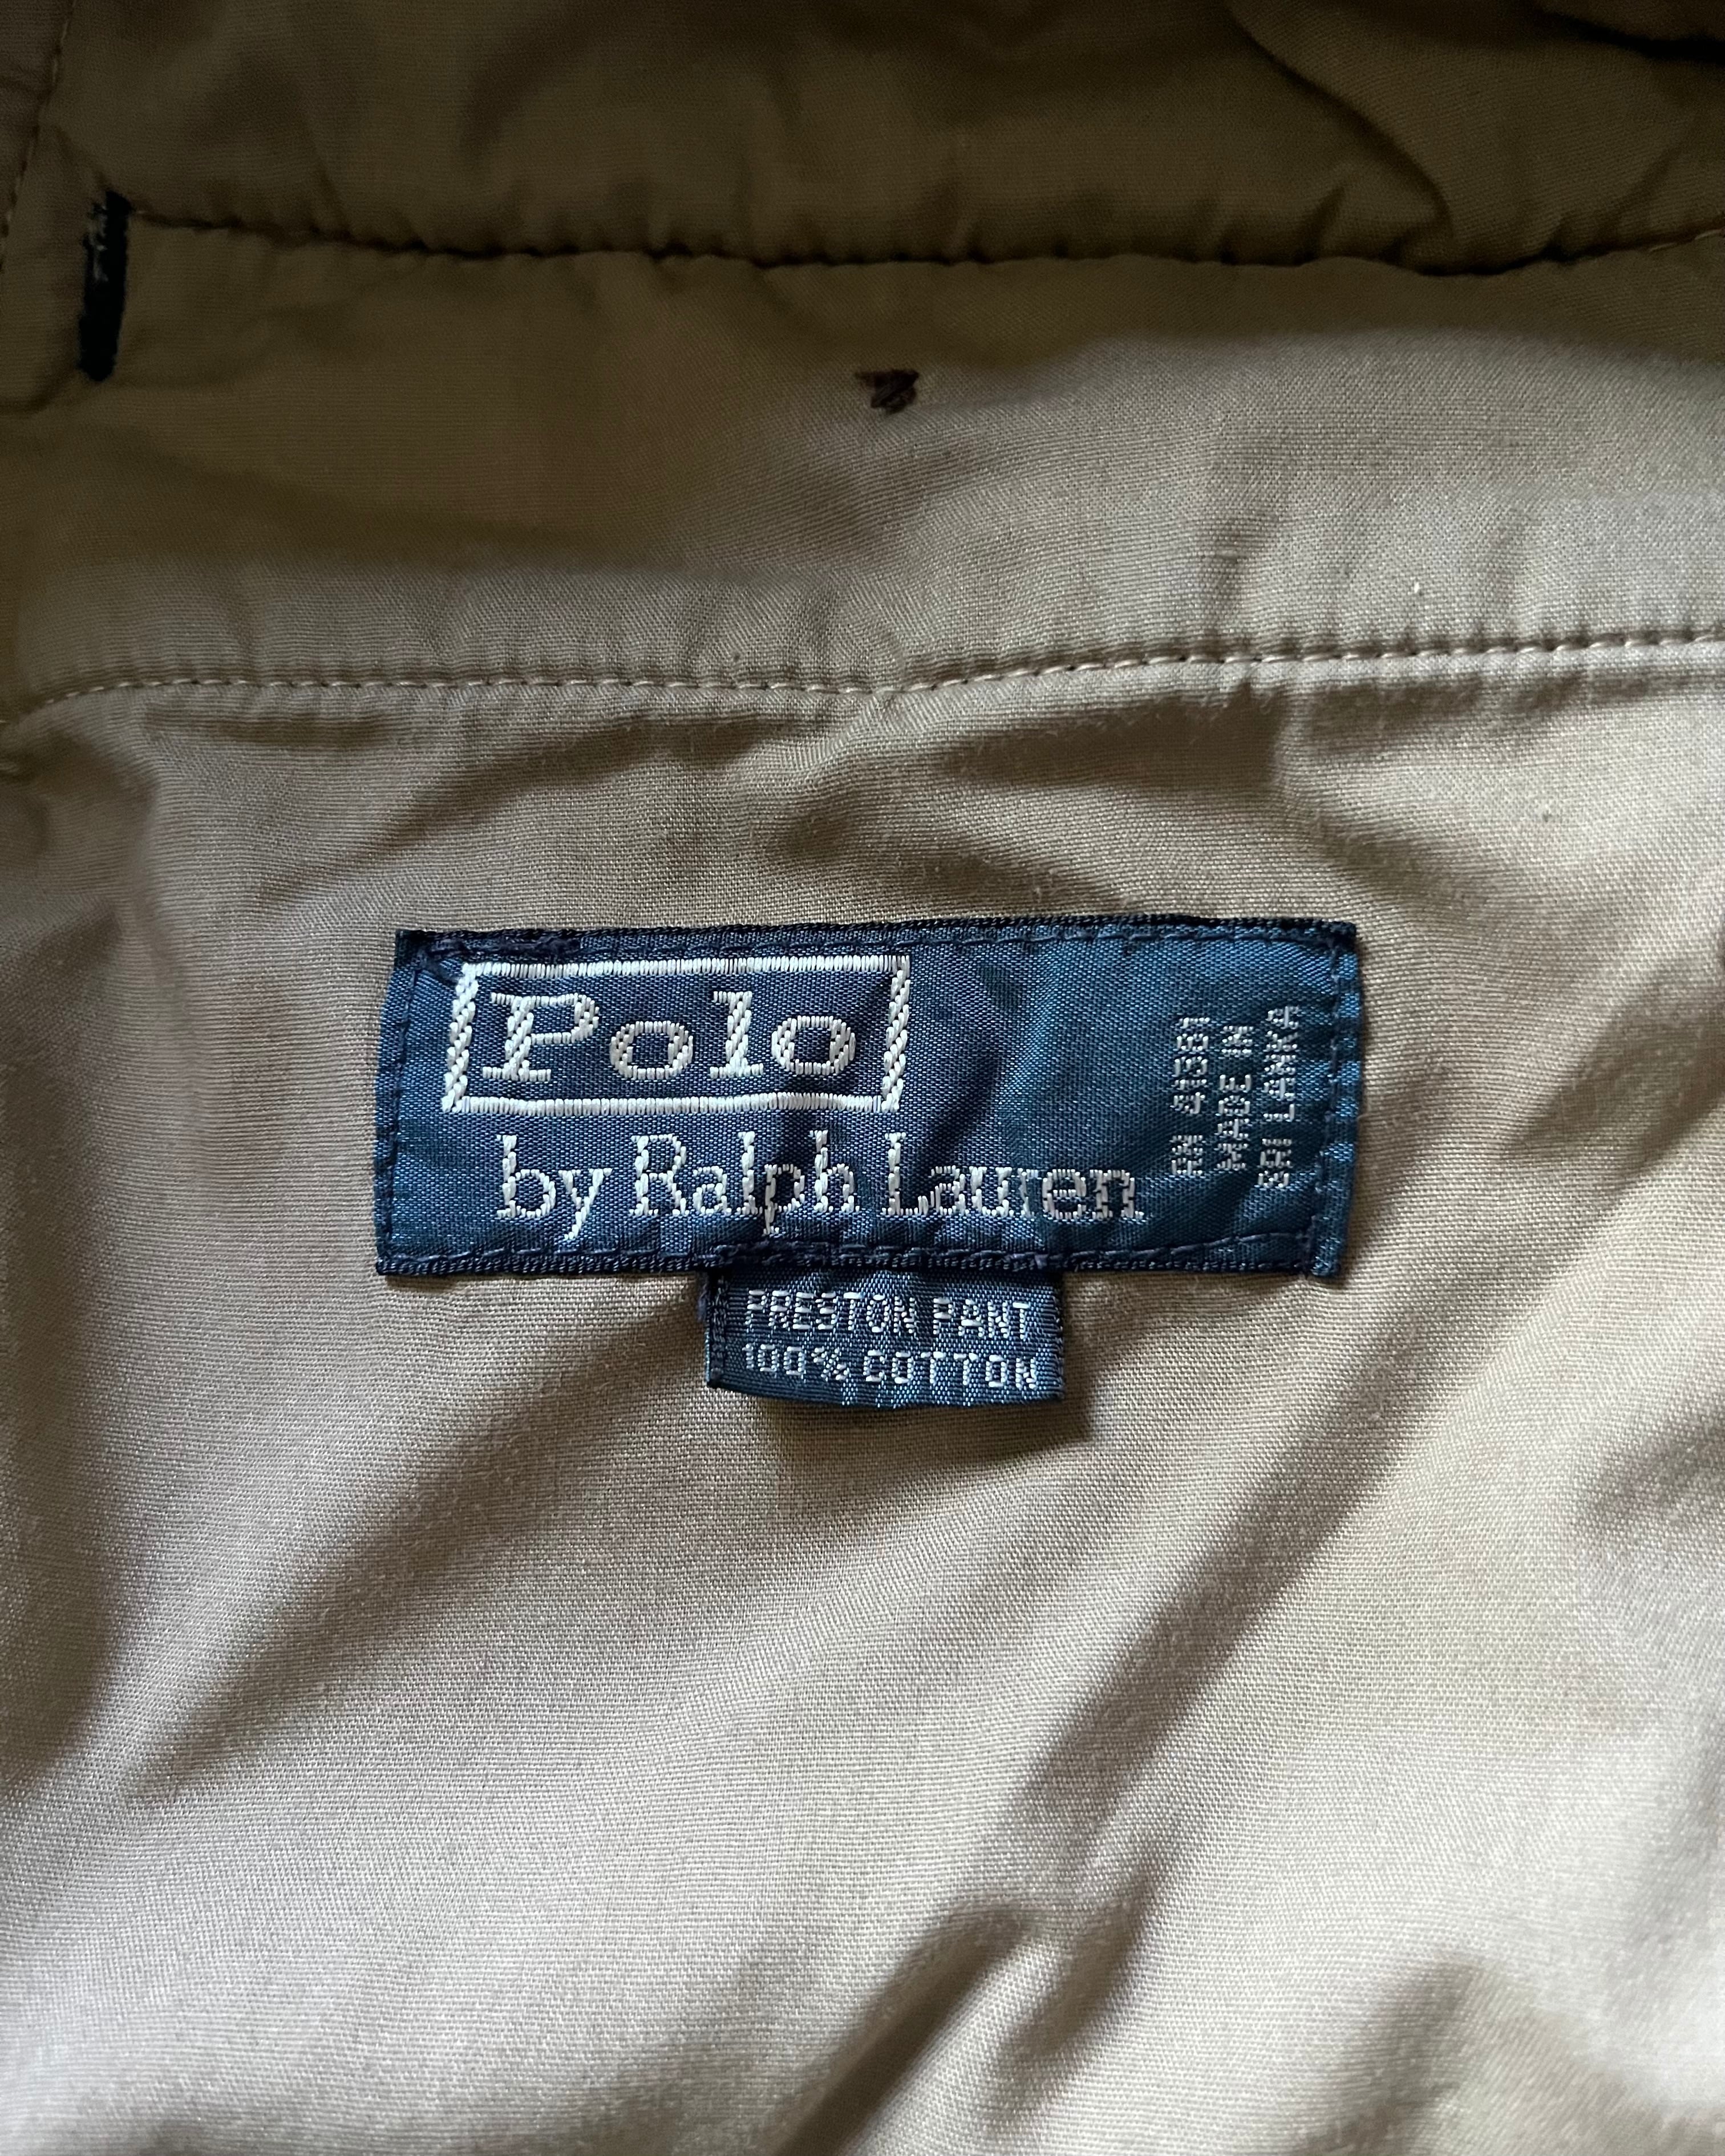 Polo
by Ralph Lauren
RN 41381
MADE IN
SRI LANKA
PRESTON PANT
100% COTTON